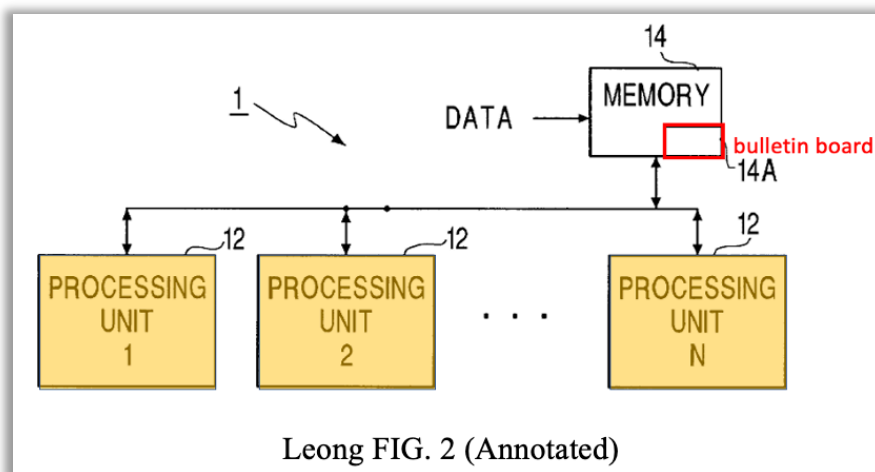 14
MEMORY
1
DATA
bulletin board
14A
12
12
12
PROCESSING
UNIT
1
PROCESSING
UNIT
2
. . .
PROCESSING
UNIT
N
Leong FIG. 2 (Annotated)